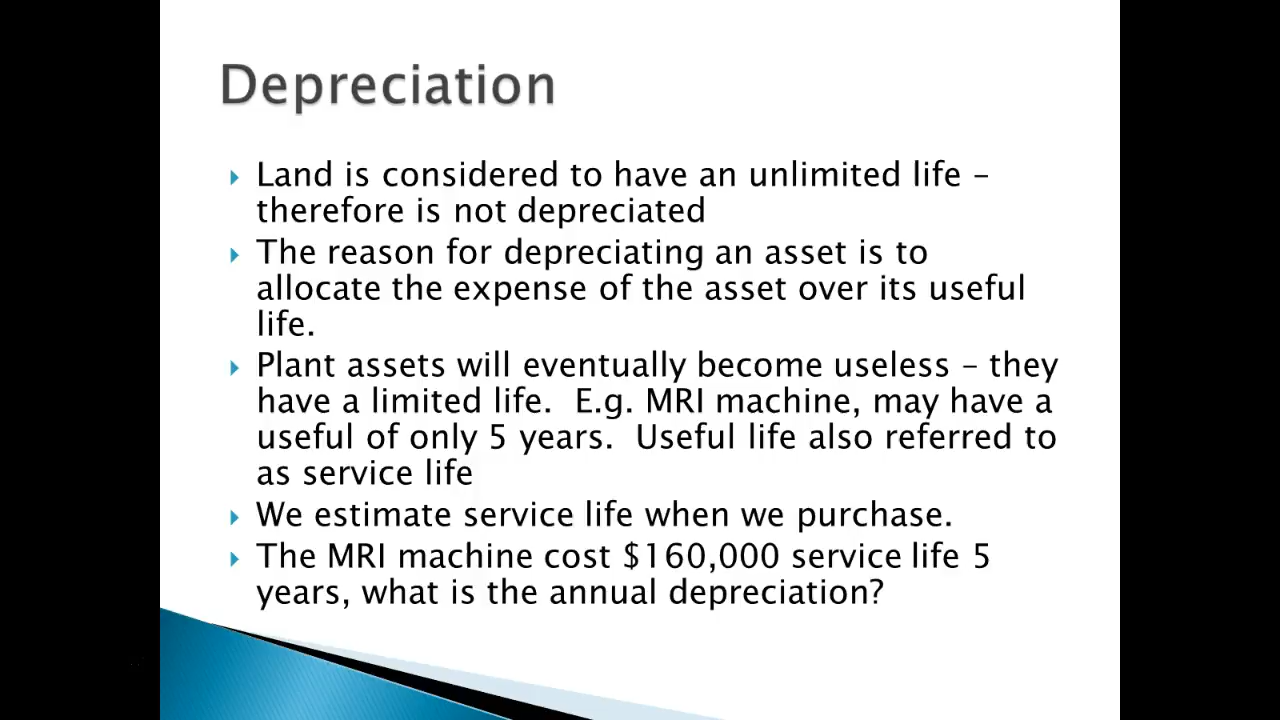 Depreciation
Land is considered to have an unlimited life –
therefore is not depreciated
The reason for depreciating an asset is to
allocate the expense of the asset over its useful
life.
Plant assets will eventually become useless – they
have a limited life.  E.g. MRI machine, may have a
useful of only 5 years.  Useful life also referred to
as service life
We estimate service life when we purchase.
The MRI machine cost $160,000 service life 5
years, what is the annual depreciation?